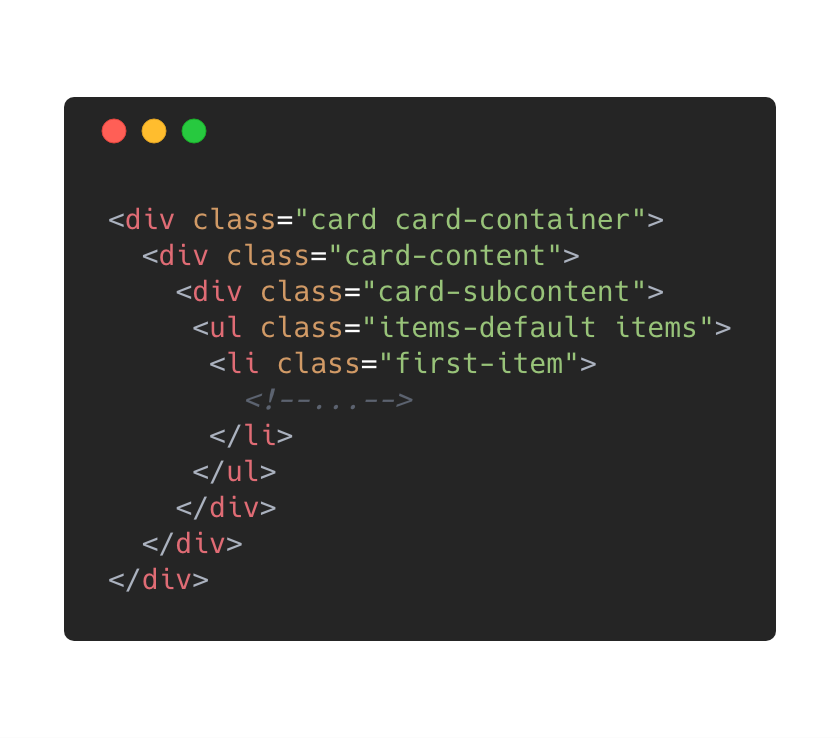 <div class="card card-container">
  <div class="card-content">
    <div class="card-subcontent">
     <ul class="items-default items">
      <li class="first-item">
        <!--...-->
      </li>
     </ul>
    </div>
  </div>
</div>